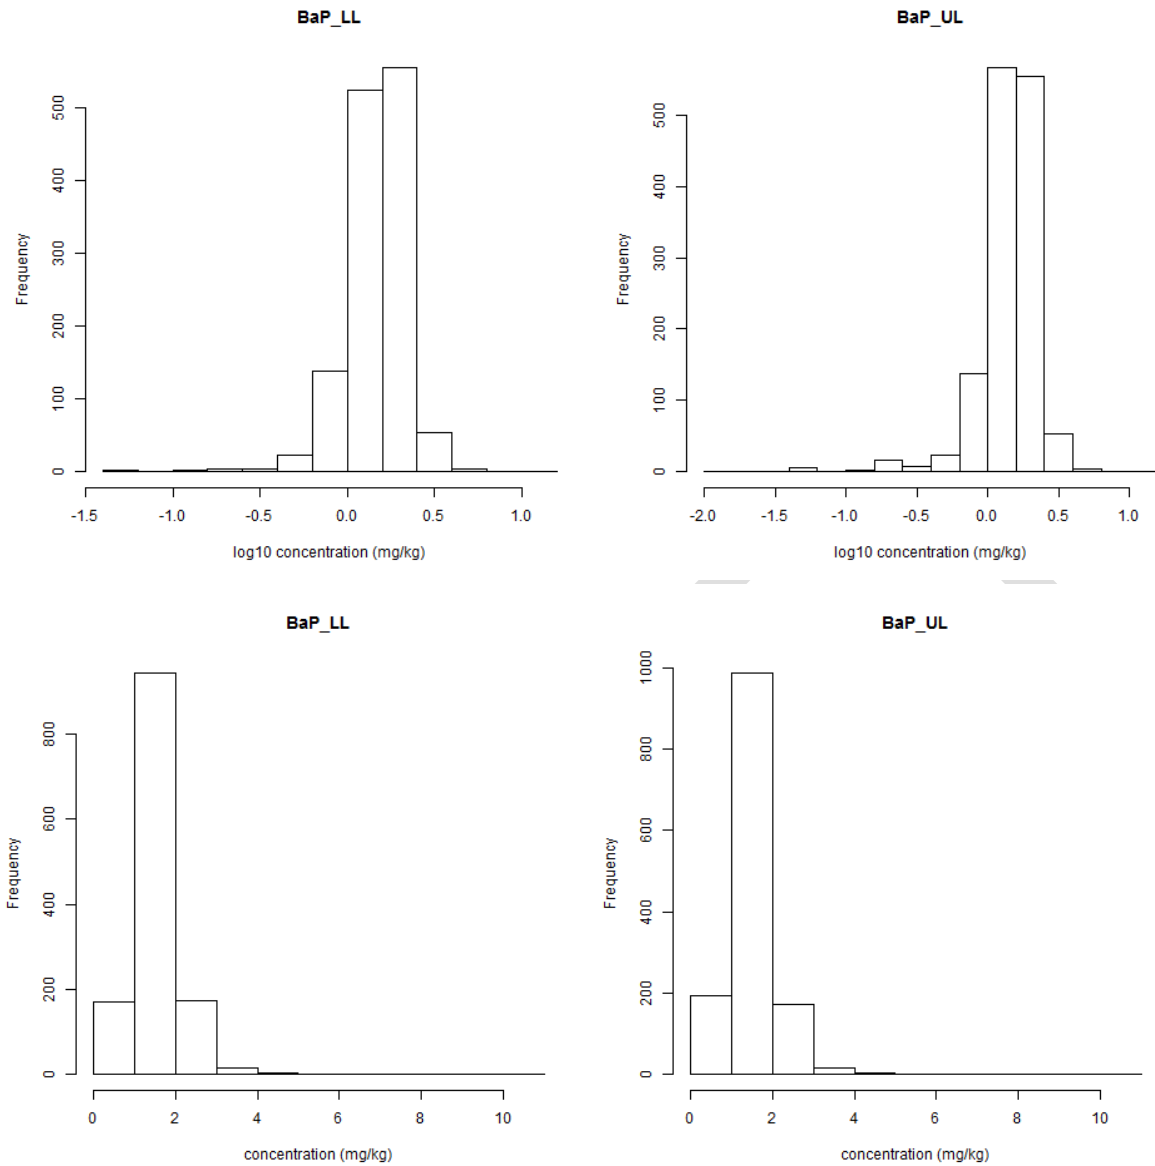 BaP_LL
Frequency
500
400
300
200
100
0
-1.5 -1.0 -0.5 0.0 0.5 1.0
log10 concentration (mg/kg)
BaP_UL
Frequency
500
400
300
200
100
0
-2.0 -1.5 -1.0 -0.5 0.0 0.5 1.0
log10 concentration (mg/kg)
BaP_LL
Frequency
800
600
400
200
0
0 2 4 6 8 10
concentration (mg/kg)
BaP_UL
Frequency
1000
800
600
400
200
0
0 2 4 6 8 10
concentration (mg/kg)